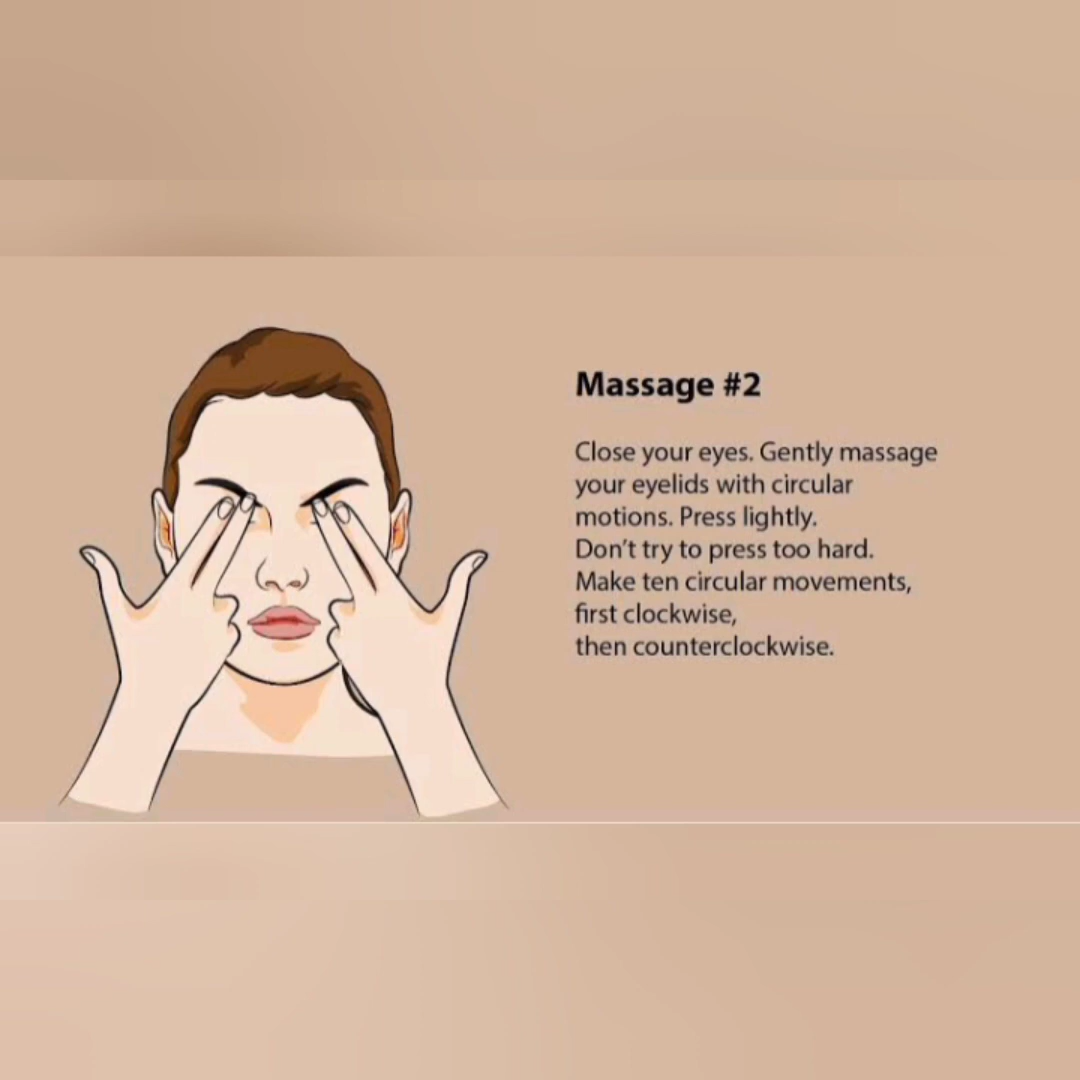 Massage #2
Close your eyes. Gently massage
your eyelids with circular
motions. Press lightly.
Don’t try to press too hard.
Make ten circular movements,
first clockwise,
then counterclockwise.